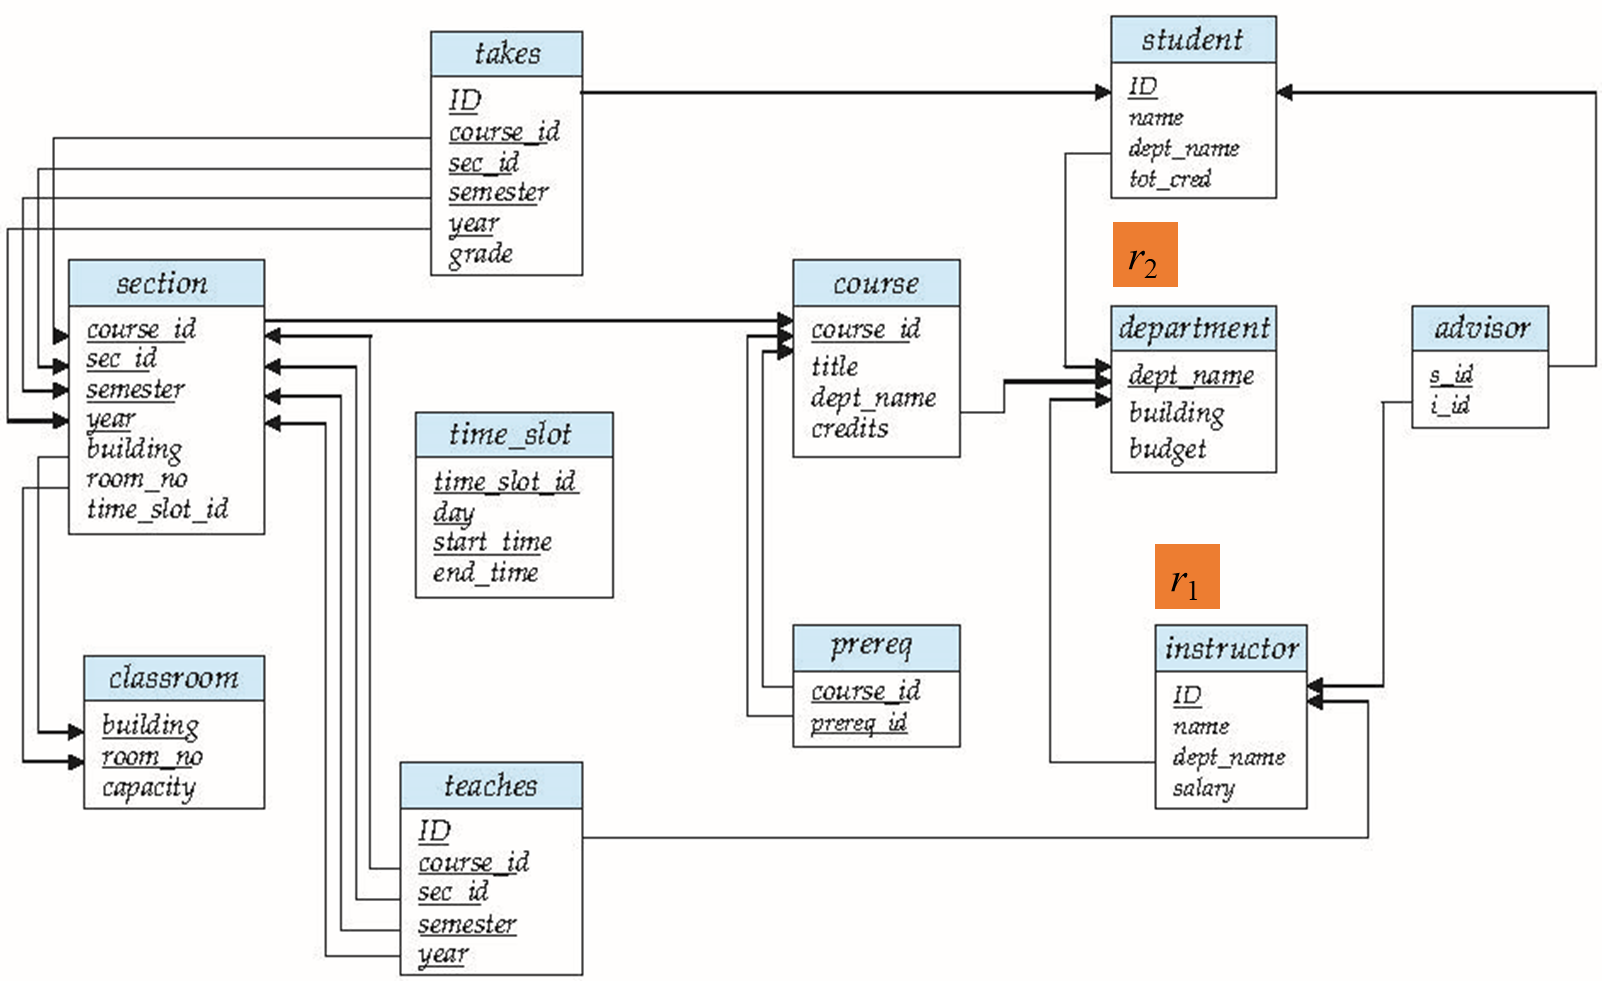 takes
ID
course_id
sec_id
semester
year
grade
student
ID
name
dept_name
tot_cred
section
course_id
sec_id
semester
year
building
room_no
time_slot_id
time_slot
time_slot_id
day
start_time
end_time
course
course_id
title
dept_name
credits
r2
department
dept_name
building
budget
advisor
s_id
i_id
classroom
building
room_no
capacity
teaches
ID
course_id
sec_id
semester
year
prereq
course_id
prereq_id
r1
instructor
ID
name
dept_name
salary